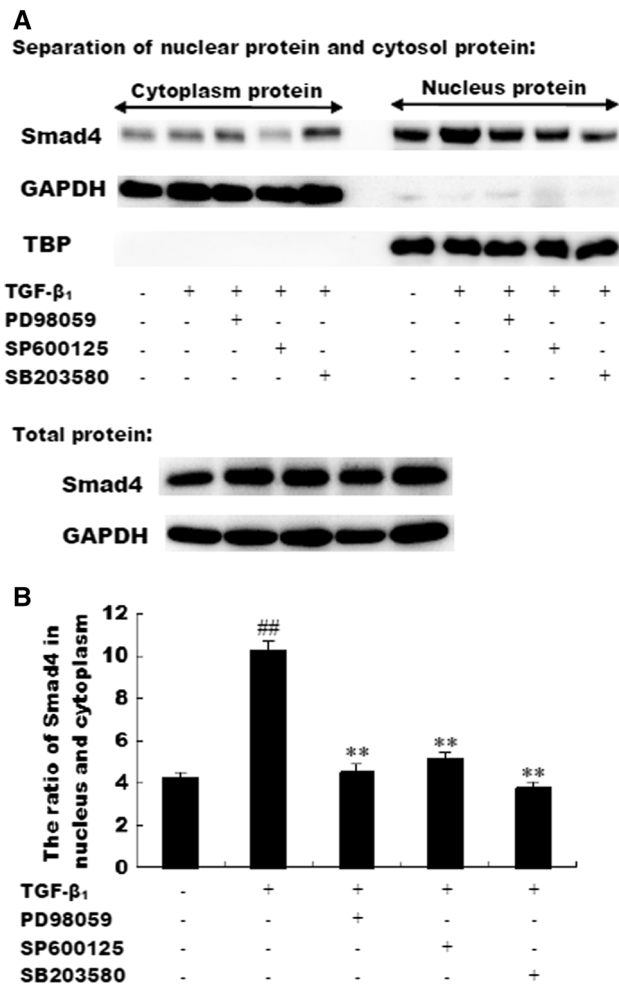 A
Separation of nuclear protein and cytosol protein:
Cytoplasm protein Nucleus protein
Smad4
GAPDH
TBP
TGF-β₁ - + + + + - + + + +
PD98059 - - + - - - - + - -
SP600125 - - - + - - - - + -
SB203580 - - - - + - - - - +
Total protein:
Smad4
GAPDH
B
The ratio of Smad4 in
nucleus and cytoplasm
12
10
8
6
4
2
0
##
**
**
**
TGF-β₁ - + + + +
PD98059 - - + - -
SP600125 - - - + -
SB203580 - - - - +